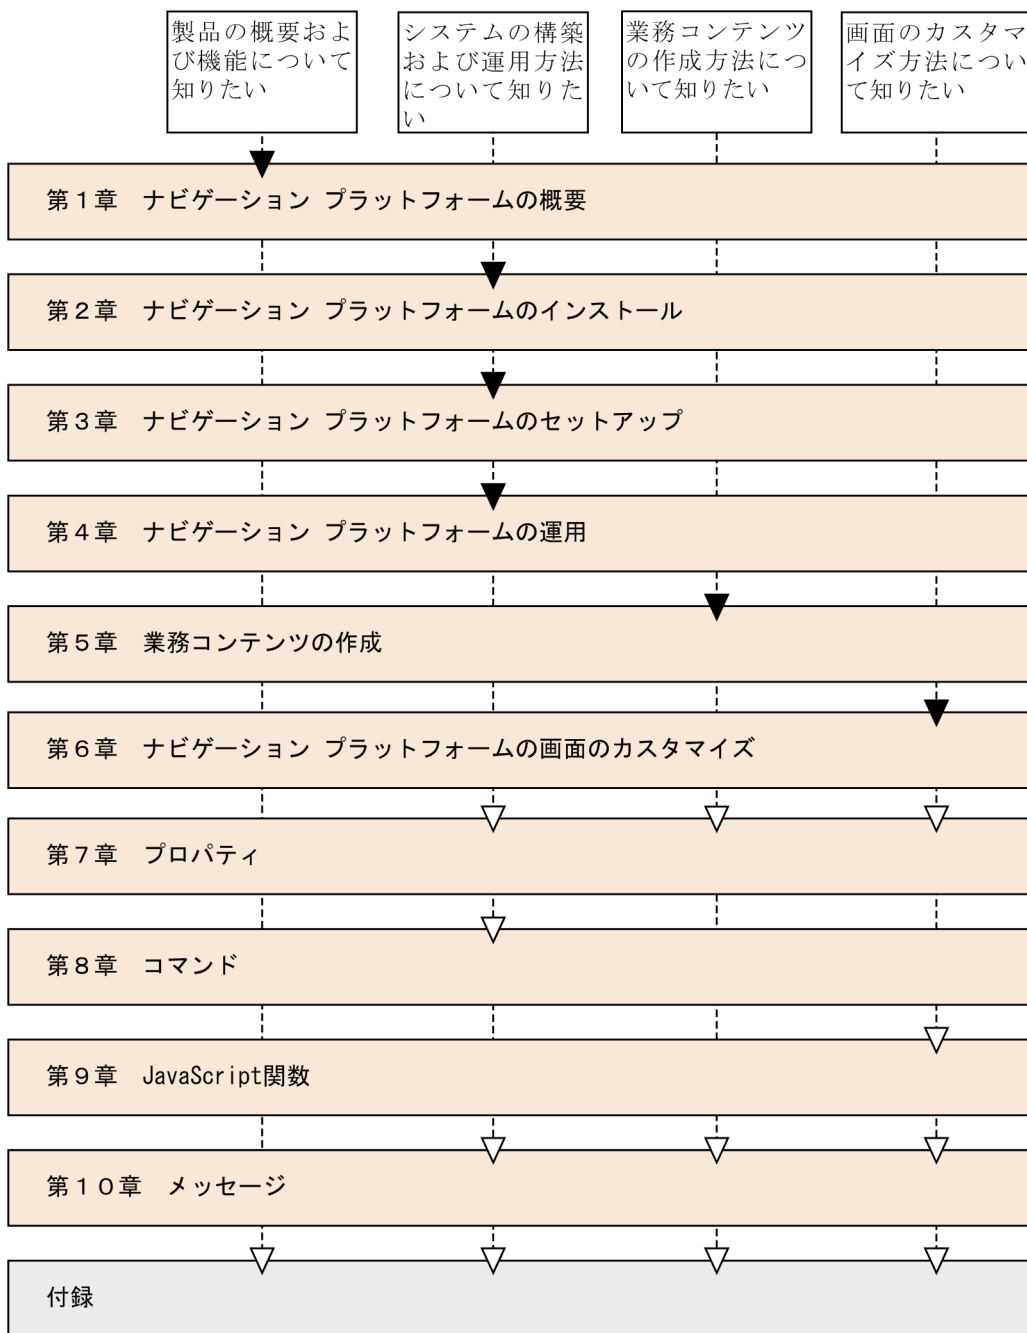 製品の概要およ
び機能について
知りたい
システムの構築
および運用方法
について知りた
い
業務コンテンツ
の作成方法につ
いて知りたい
画面のカスタマ
イズ方法につい
て知りたい
第１章　ナビゲーション プラットフォームの概要
第２章　ナビゲーション プラットフォームのインストール
第３章　ナビゲーション プラットフォームのセットアップ
第４章　ナビゲーション プラットフォームの運用
第５章　業務コンテンツの作成
第６章　ナビゲーション プラットフォームの画面のカスタマイズ
第７章　プロパティ
第８章　コマンド
第９章　JavaScript関数
第１０章　メッセージ
付録